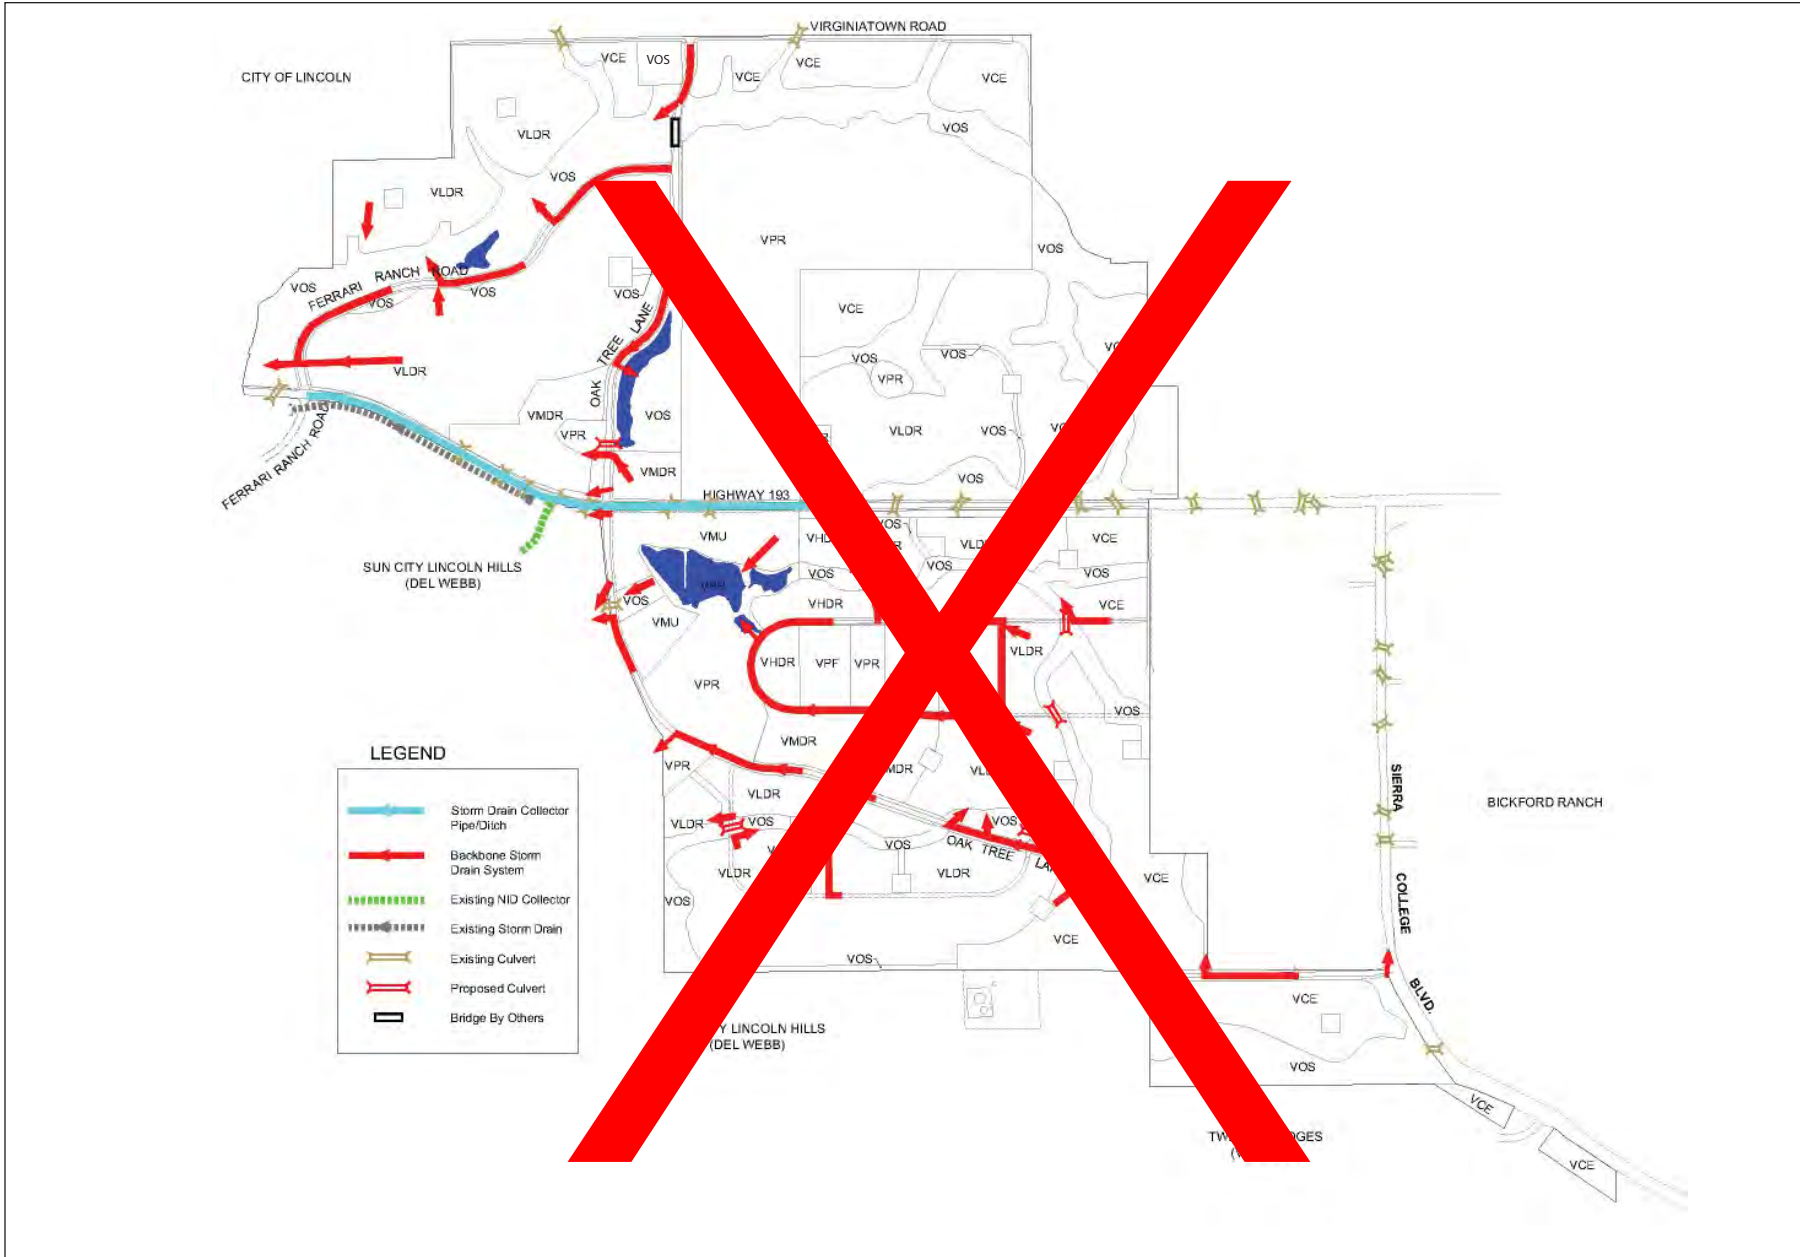 VIRGINIATOWN ROAD
CITY OF LINCOLN
VCE
VOS
VCE
VCE
VCE
VLDR
VOS
VOS
VLDR
VPR
VOS
FERRARI RANCH ROAD
VOS
VOS
VOS
VOS
VCE
OAK TREE LANE
VOS
VOS
VPR
VLDR
VMDR
VOS
VPR
VLDR
VOS
VMDR
VOS
FERRARI RANCH ROAD
HIGHWAY 193
VOS
VMU
VCE
SUN CITY LINCOLN HILLS
(DEL WEBB)
VOS
VOS
VOS
VOS
VHDR
VCE
VMU
VLDR
VHDR
VPF
VPR
VPR
VOS
VMDR
VPR
LEGEND
Storm Drain Collector
Pipe/Ditch
Backbone Storm
Drain System
Existing NID Collector
Existing Storm Drain
Existing Culvert
Proposed Culvert
Bridge By Others
VLDR
VLDR
VOS
VOS
VOS
OAK TREE
VLDR
VLDR
VCE
VOS
VCE
VOS
SIERRA
COLLEGE
BLVD.
BICKFORD RANCH
VCE
LINCOLN HILLS
(DEL WEBB)
VOS
VCE
VCE